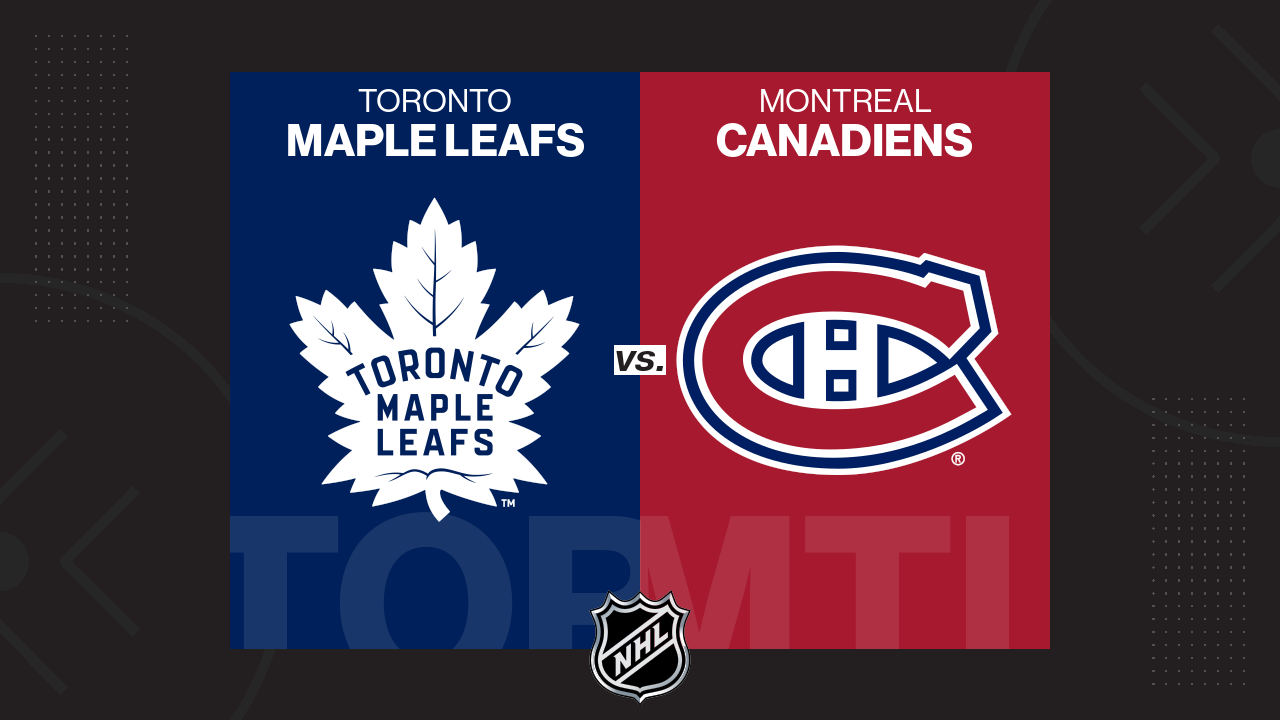 TORONTO
MAPLE LEAFS
MONTREAL
CANADIENS
TORONTO
MAPLE
LEAFS
TM
VS.
®
TOR
MTL
NHL